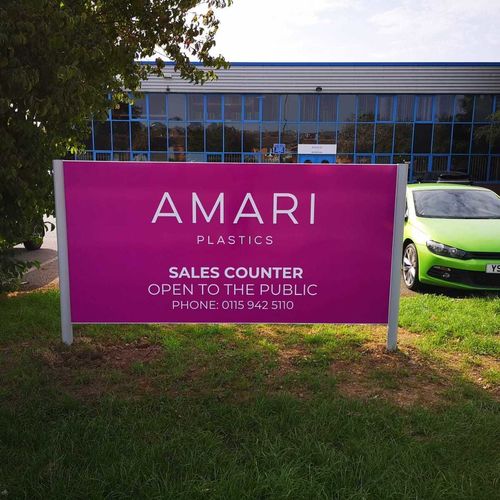 AMARI
PLASTICS
SALES COUNTER
OPEN TO THE PUBLIC
PHONE: 0115 942 5110